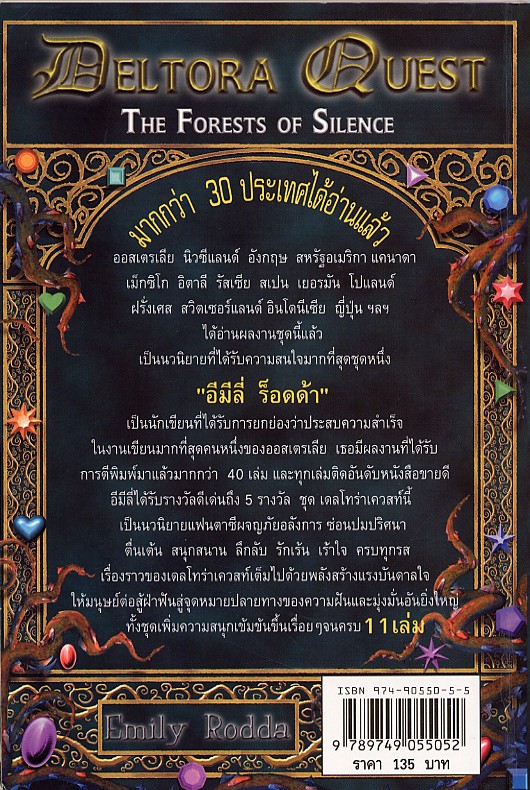 DELTORA QUEST
THE FORESTS OF SILENCE
มากกว่า 30 ประเทศได้อ่านแล้ว
ออสเตรเลีย นิวซีแลนด์ อังกฤษ สหรัฐอเมริกา แคนาดา
เม็กซิโก อิตาลี รัสเซีย สเปน เยอรมัน โปแลนด์
ฝรั่งเศส สวิตเซอร์แลนด์ อินโดนีเซีย ญี่ปุ่น ฯลฯ
ได้อ่านผลงานชุดนี้แล้ว
เป็นนวนิยายที่ได้รับความสนใจมากที่สุดชุดหนึ่ง
"อีมีลี่ ร็อดด้า"
เป็นนักเขียนที่ได้รับการยกย่องว่าประสบความสำเร็จ
ในงานเขียนมากที่สุดคนหนึ่งของออสเตรเลีย เธอมีผลงานที่ได้รับ
การตีพิมพ์มาแล้วมากกว่า 40 เล่ม และทุกเล่มติดอันดับหนังสือขายดี
อีมีลี่ได้รับรางวัลดีเด่นถึง 5 รางวัล ชุด เดลโทร่าเควสท์นี้
เป็นนวนิยายแฟนตาซีผจญภัยอลังการ ซ่อนปมปริศนา
ตื่นเต้น สนุกสนาน ลึกลับ รักเร้น เร้าใจ ครบทุกรส
เรื่องราวของเดลโทร่าเควสท์เต็มไปด้วยพลังสร้างแรงบันดาลใจ
ให้มนุษย์ต่อสู้ฝ่าฟันสู่จุดหมายปลายทางของความฝันและมุ่งมั่นอันยิ่งใหญ่
ทั้งชุดเพิ่มความสนุกเข้มข้นขึ้นเรื่อยๆจนครบ 11เล่ม
Emily Rodda
ISBN 974-90550-5-5
9 789749 055052
ราคา 135 บาท